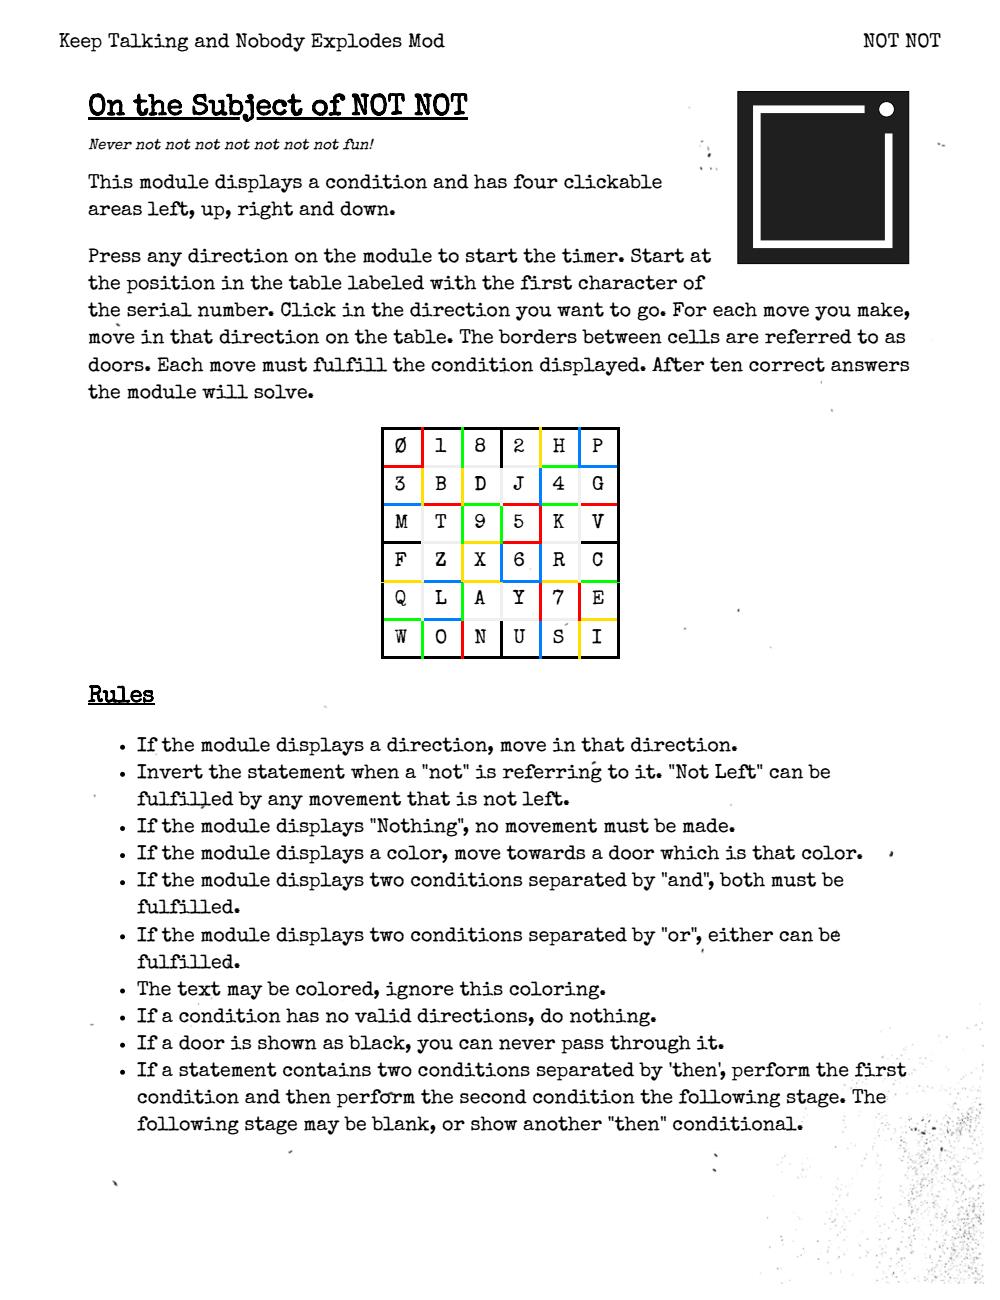 Keep Talking and Nobody Explodes Mod
NOT NOT
On the Subject of NOT NOT
Never not not not not not not not fun!
This module displays a condition and has four clickable
areas left, up, right and down.
Press any direction on the module to start the timer. Start at
the position in the table labeled with the first character of
the serial number. Click in the direction you want to go. For each move you make,
move in that direction on the table. The borders between cells are referred to as
doors. Each move must fulfill the condition displayed. After ten correct answers
the module will solve.
Ø 1 8 2 H P
3 B D J 4 G
M T 9 5 K V
F Z X 6 R C
Q L A Y 7 E
W O N U S I
Rules
• If the module displays a direction, move in that direction.
• Invert the statement when a "not" is referring to it. "Not Left" can be
fulfilled by any movement that is not left.
• If the module displays "Nothing", no movement must be made.
• If the module displays a color, move towards a door which is that color.
• If the module displays two conditions separated by "and", both must be
fulfilled.
• If the module displays two conditions separated by "or", either can be
fulfilled.
• The text may be colored, ignore this coloring.
• If a condition has no valid directions, do nothing.
• If a door is shown as black, you can never pass through it.
• If a statement contains two conditions separated by 'then', perform the first
condition and then perform the second condition the following stage. The
following stage may be blank, or show another "then" conditional.